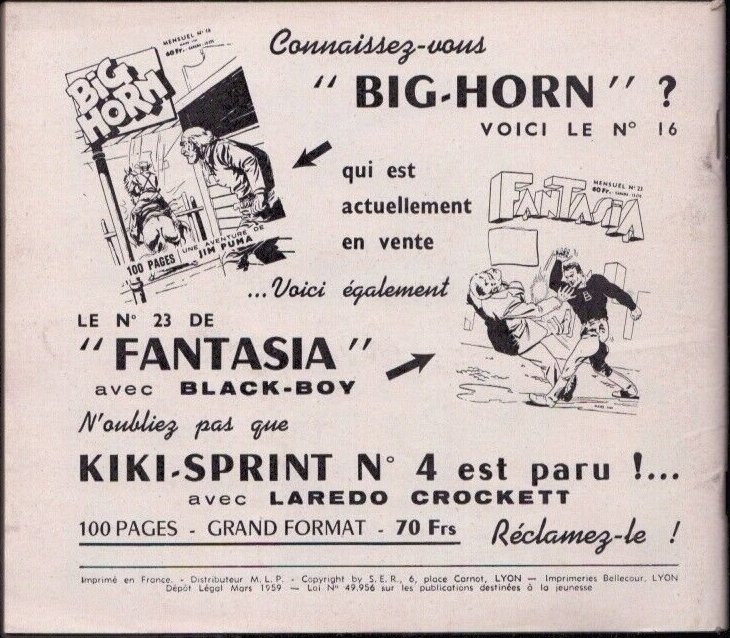 Connaissez-vous
“ BIG-HORN ” ?
VOICI LE N° 16
MENSUEL N° 16
60 Fr.
BIG
HORN
100 PAGES UNE AVENTURE DE
JIM PUMA
qui est
actuellement
en vente
MENSUEL N° 23
60 Fr.
FANTASIA
...Voici également
LE N° 23 DE
“ FANTASIA ”
avec BLACK-BOY
N'oubliez pas que
KIKI-SPRINT N° 4 est paru !...
avec LAREDO CROCKETT
100 PAGES - GRAND FORMAT - 70 Frs
Réclamez-le !
Imprimé en France. - Distributeur M. L. P. - Copyright by S. E. R., 6, place Carnot, LYON — Imprimeries Bellecour, LYON
Dépôt Légal Mars 1959 — Loi N° 49.956 sur les publications destinées à la jeunesse